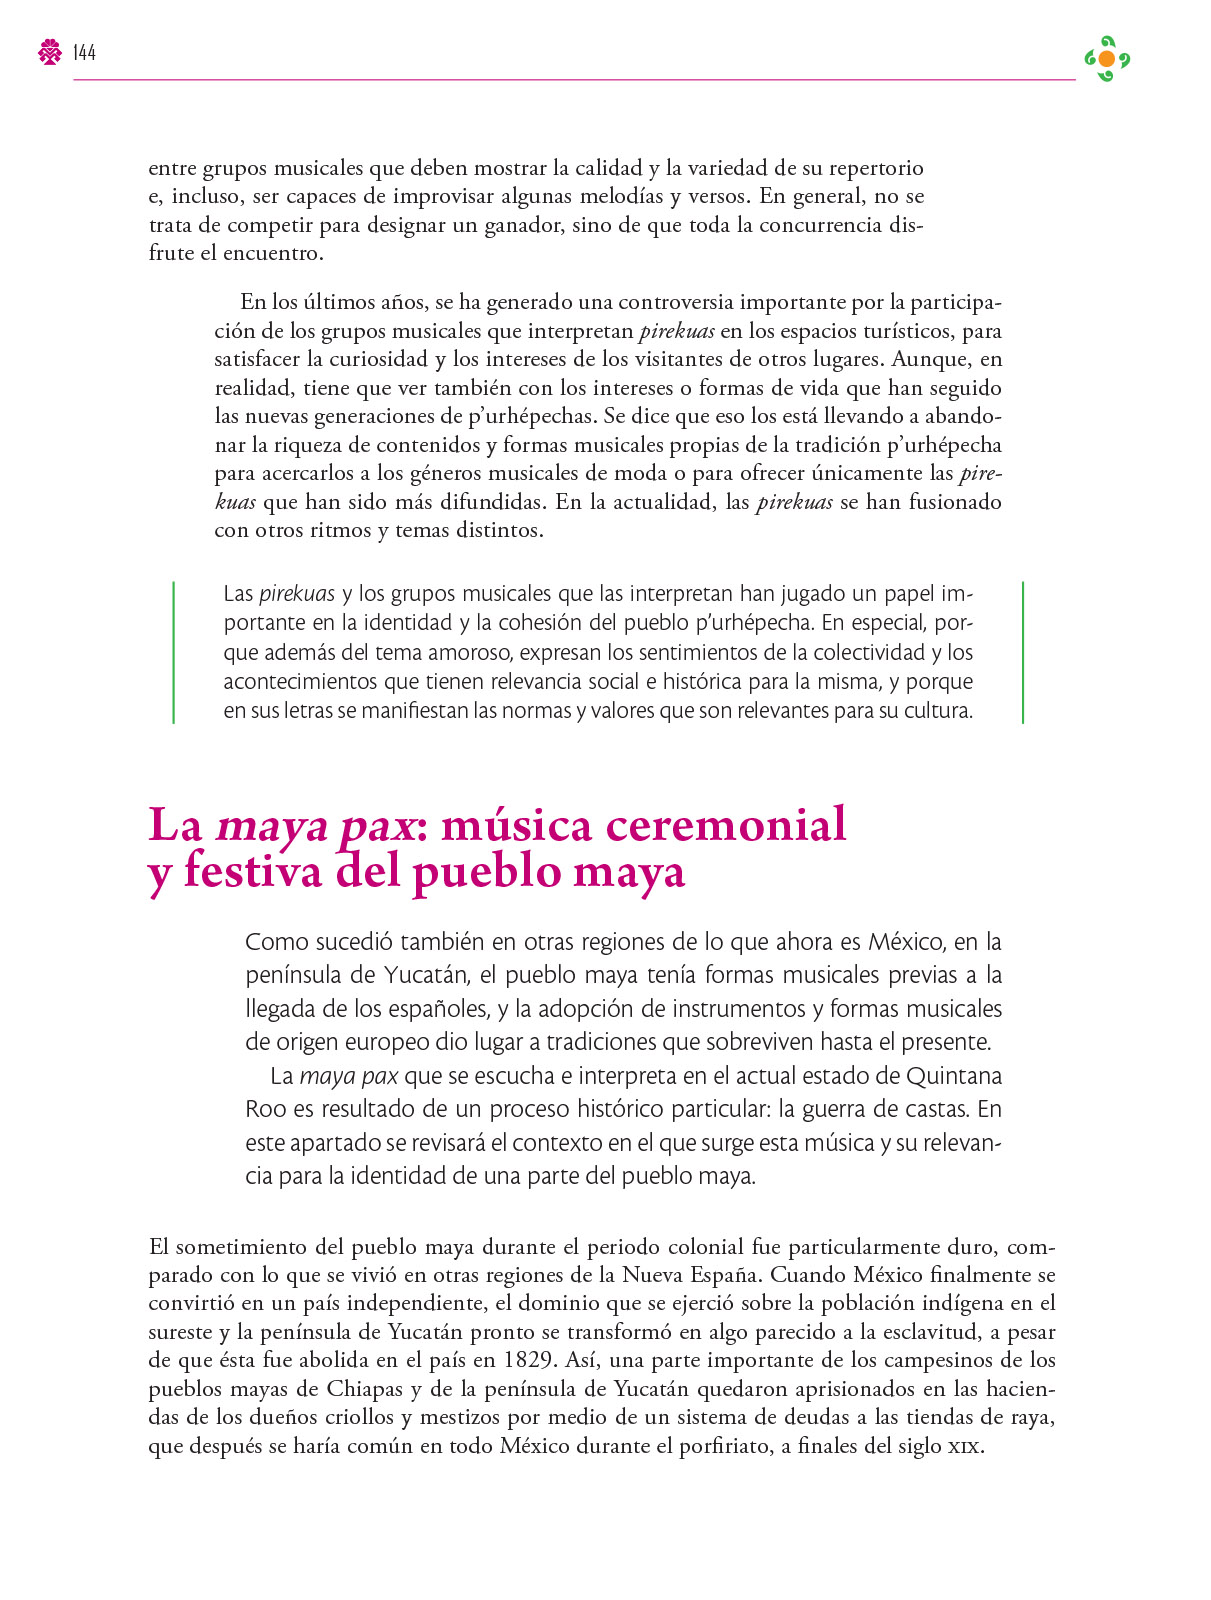 144
entre grupos musicales que deben mostrar la calidad y la variedad de su repertorio
e, incluso, ser capaces de improvisar algunas melodías y versos. En general, no se
trata de competir para designar un ganador, sino de que toda la concurrencia dis-
frute el encuentro.
En los últimos años, se ha generado una controversia importante por la participa-
ción de los grupos musicales que interpretan pirekuas en los espacios turísticos, para
satisfacer la curiosidad y los intereses de los visitantes de otros lugares. Aunque, en
realidad, tiene que ver también con los intereses o formas de vida que han seguido
las nuevas generaciones de p’urhépechas. Se dice que eso los está llevando a abando-
nar la riqueza de contenidos y formas musicales propias de la tradición p’urhépecha
para acercarlos a los géneros musicales de moda o para ofrecer únicamente las pire-
kuas que han sido más difundidas. En la actualidad, las pirekuas se han fusionado
con otros ritmos y temas distintos.
Las pirekuas y los grupos musicales que las interpretan han jugado un papel im-
portante en la identidad y la cohesión del pueblo p’urhépecha. En especial, por-
que además del tema amoroso, expresan los sentimientos de la colectividad y los
acontecimientos que tienen relevancia social e histórica para la misma, y porque
en sus letras se manifiestan las normas y valores que son relevantes para su cultura.
La maya pax: música ceremonial
y festiva del pueblo maya
Como sucedió también en otras regiones de lo que ahora es México, en la
península de Yucatán, el pueblo maya tenía formas musicales previas a la
llegada de los españoles, y la adopción de instrumentos y formas musicales
de origen europeo dio lugar a tradiciones que sobreviven hasta el presente.
La maya pax que se escucha e interpreta en el actual estado de Quintana
Roo es resultado de un proceso histórico particular: la guerra de castas. En
este apartado se revisará el contexto en el que surge esta música y su relevan-
cia para la identidad de una parte del pueblo maya.
El sometimiento del pueblo maya durante el periodo colonial fue particularmente duro, com-
parado con lo que se vivió en otras regiones de la Nueva España. Cuando México finalmente se
convirtió en un país independiente, el dominio que se ejerció sobre la población indígena en el
sureste y la península de Yucatán pronto se transformó en algo parecido a la esclavitud, a pesar
de que ésta fue abolida en el país en 1829. Así, una parte importante de los campesinos de los
pueblos mayas de Chiapas y de la península de Yucatán quedaron aprisionados en las hacien-
das de los dueños criollos y mestizos por medio de un sistema de deudas a las tiendas de raya,
que después se haría común en todo México durante el porfiriato, a finales del siglo XIX.